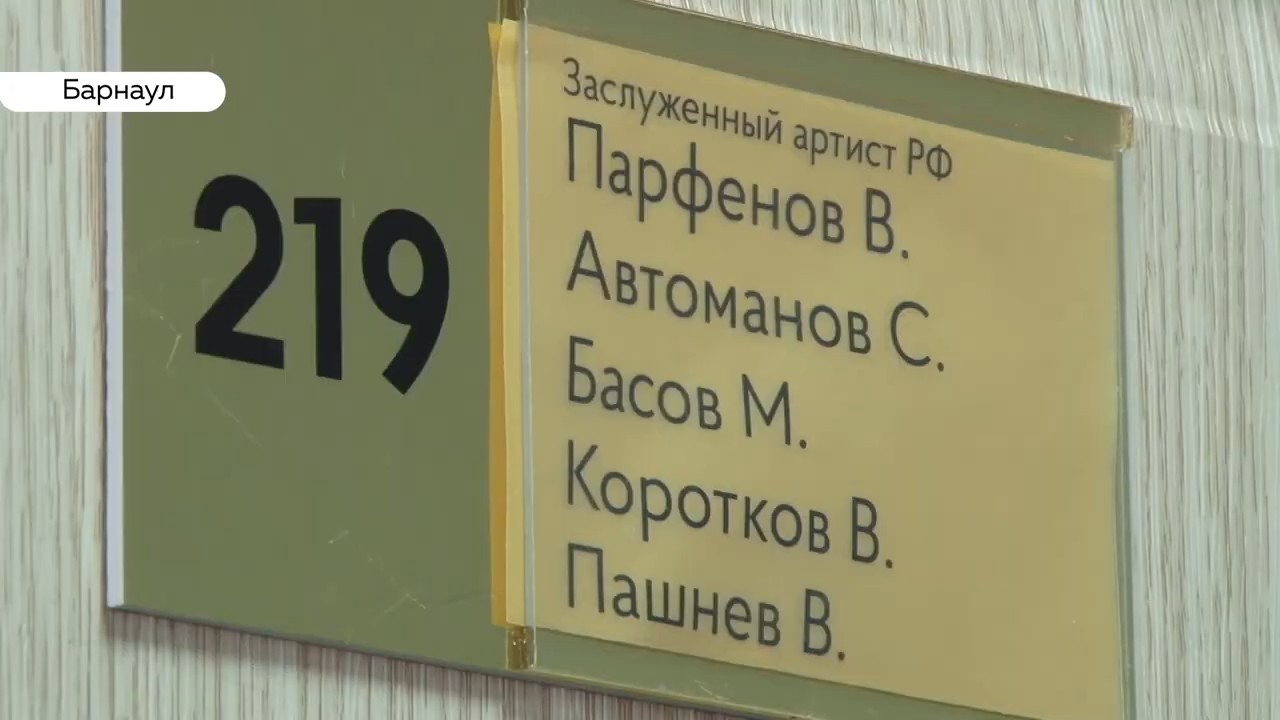 Барнаул
219
Заслуженный артист РФ
Парфенов В.
Автоманов С.
Басов М.
Коротков В.
Пашнев В.